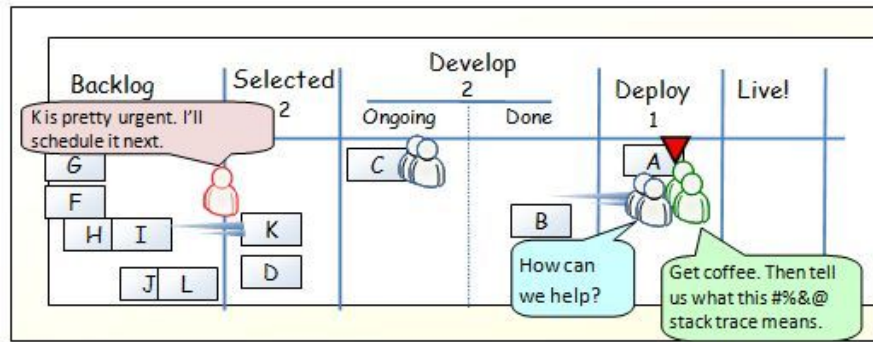 Backlog
Selected
2
Develop
2
Ongoing
Done
Deploy
1
Live!
K is pretty urgent. I'll
schedule it next.
G
F
H
I
J
L
K
D
C
B
A
How can
we help?
Get coffee. Then tell
us what this #%&@
stack trace means.